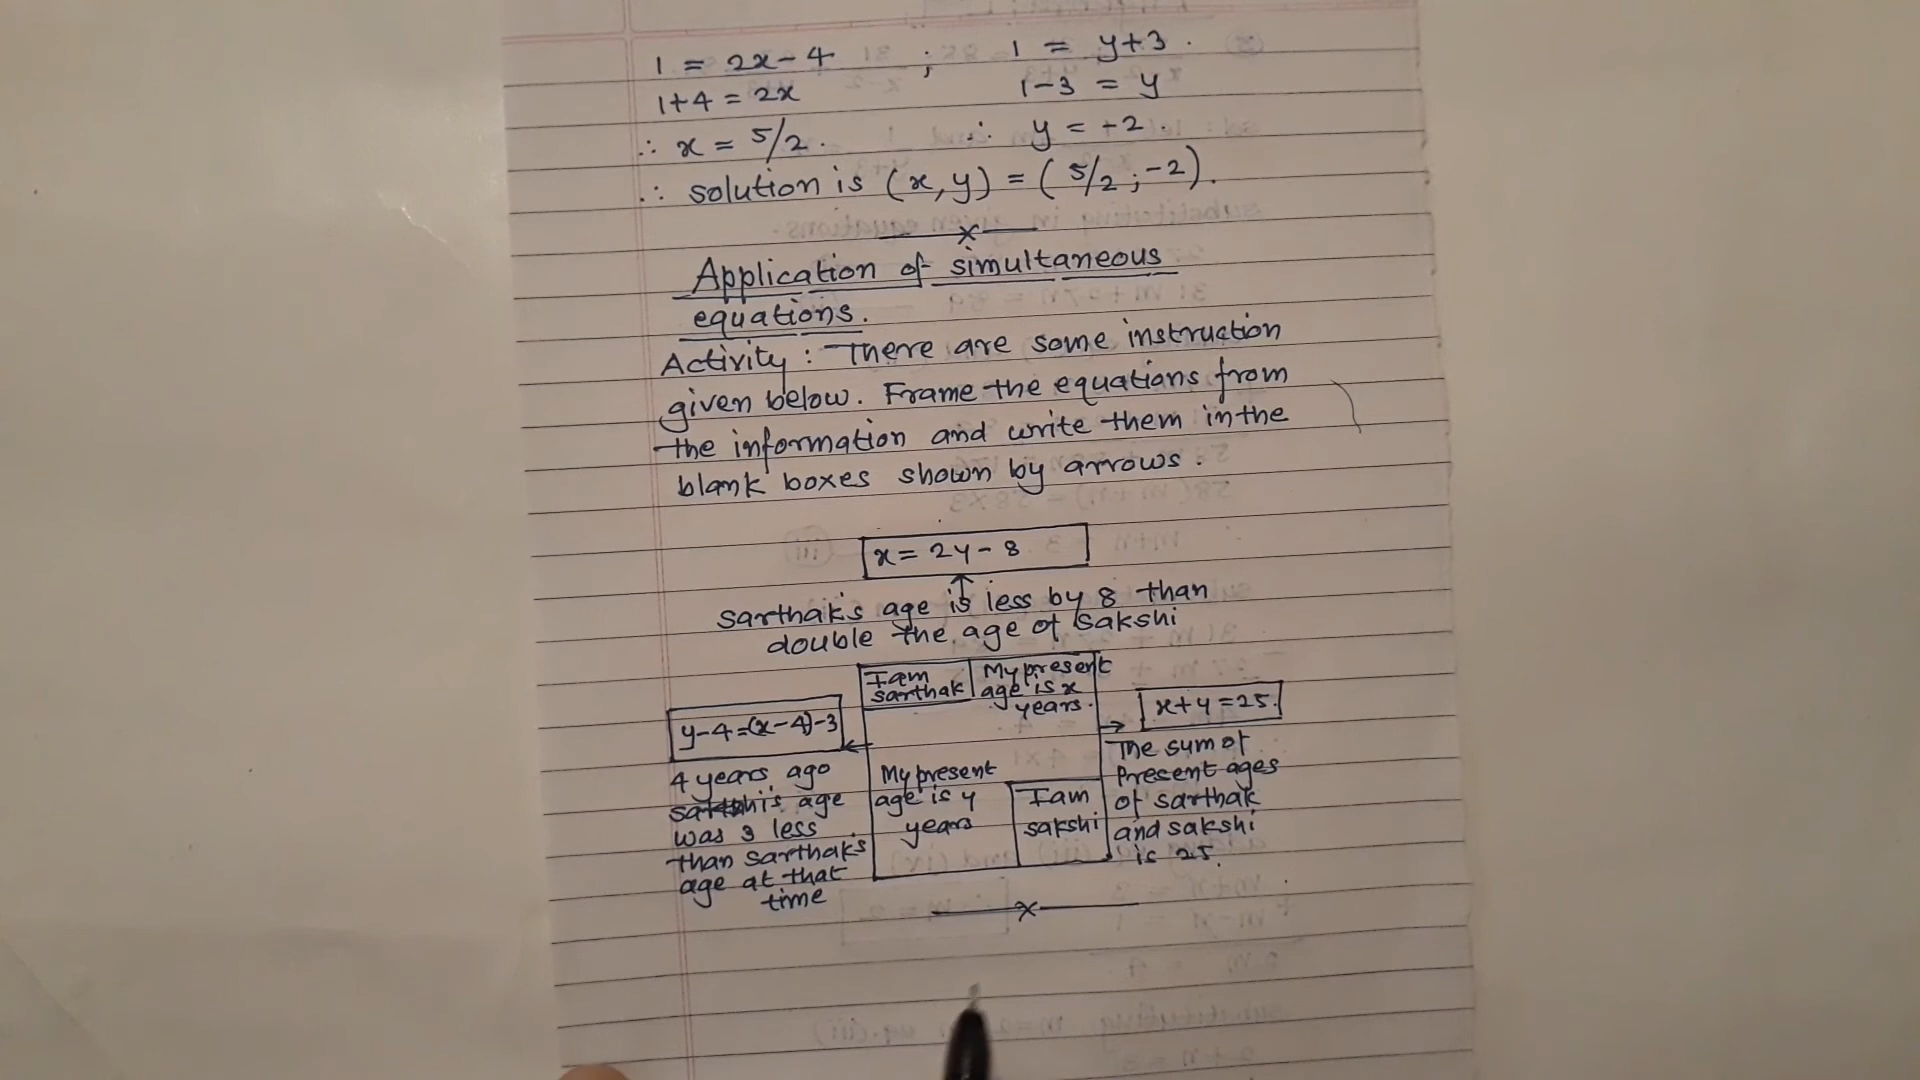 1 = 2x - 4 ; 1 = y+3.
1+4 = 2x 1-3 = y
∴ x = 5/2. ∴ y = +2.
∴ solution is (x, y) = (5/2 ; -2).
Application of simultaneous
equations.
Activity : There are some instruction
given below. Frame the equations from
the information and write them in the
blank boxes shown by arrows.
x = 2y - 8
sarthak's age is less by 8 than
double the age of sakshi
I am
sarthak
My present
age is x
years.
y-4=(x-4)-3
4 years ago
age
was 3 less
than sarthak's
age at that
time
My present
age is y
years
I am
sakshi
x+y=25.
The sum of
Present ages
of sarthak
and sakshi
is 25.